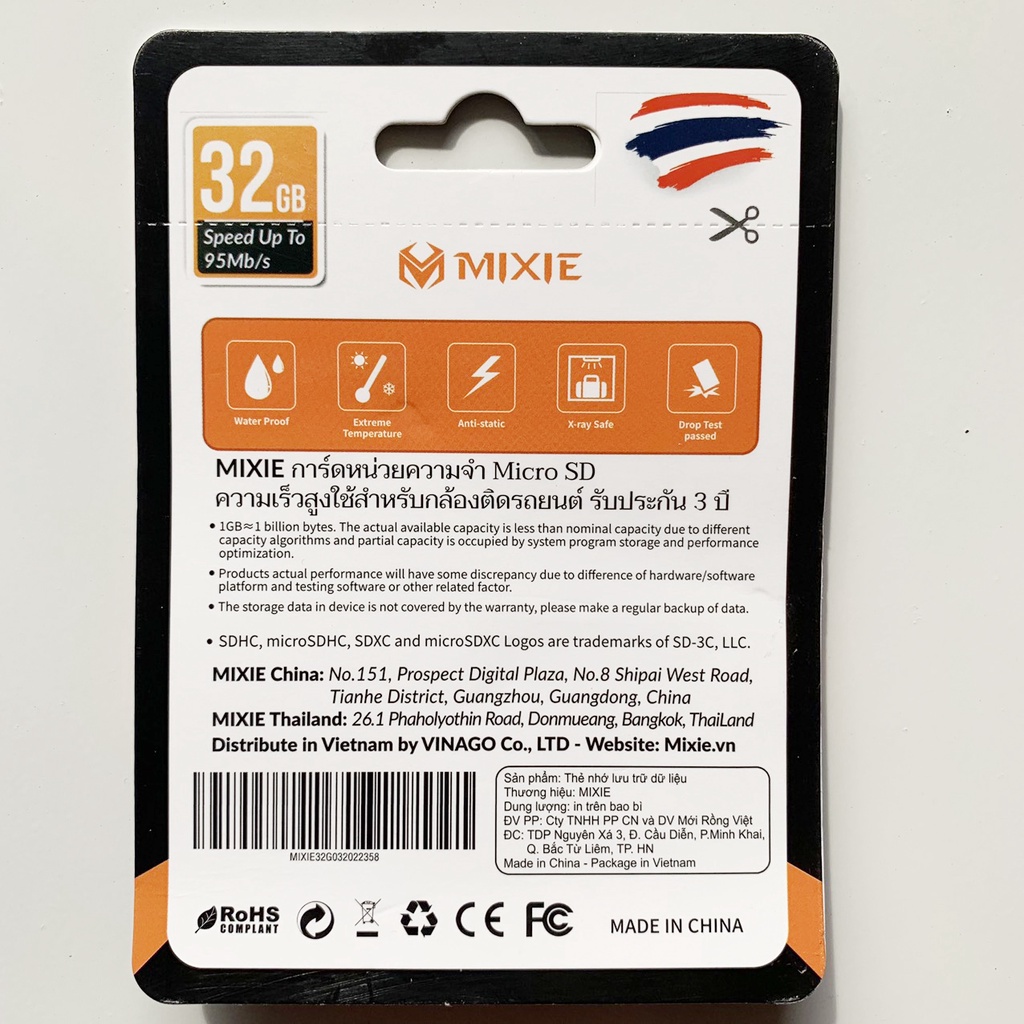 32GB
Speed Up To
95Mb/s
MIXIE
Water Proof
Extreme
Temperature
Anti-static
X-ray Safe
Drop Test
passed
MIXIE การ์ดหน่วยความจำ Micro SD
ความเร็วสูงใช้สำหรับกล้องติดรถยนต์ รับประกัน 3 ปี
• 1GB≈1 billion bytes. The actual available capacity is less than nominal capacity due to different
capacity algorithms and partial capacity is occupied by system program storage and performance
optimization.
• Products actual performance will have some discrepancy due to difference of hardware/software
platform and testing software or other related factor.
• The storage data in device is not covered by the warranty, please make a regular backup of data.
• SDHC, microSDHC, SDXC and microSDXC Logos are trademarks of SD-3C, LLC.
MIXIE China: No.151, Prospect Digital Plaza, No.8 Shipai West Road,
Tianhe District, Guangzhou, Guangdong, China
MIXIE Thailand: 26.1 Phaholyothin Road, Donmueang, Bangkok, ThaiLand
Distribute in Vietnam by VINAGO Co., LTD - Website: Mixie.vn
MIXIE32G032022358
Sản phẩm: Thẻ nhớ lưu trữ dữ liệu
Thương hiệu: MIXIE
Dung lượng: in trên bao bì
ĐV PP: Cty TNHH PP CN và DV Mới Rồng Việt
ĐC: TDP Nguyên Xá 3, Đ. Cầu Diễn, P.Minh Khai,
Q. Bắc Từ Liêm, TP. HN
Made in China - Package in Vietnam
RoHS
COMPLANT
CE
FC
MADE IN CHINA